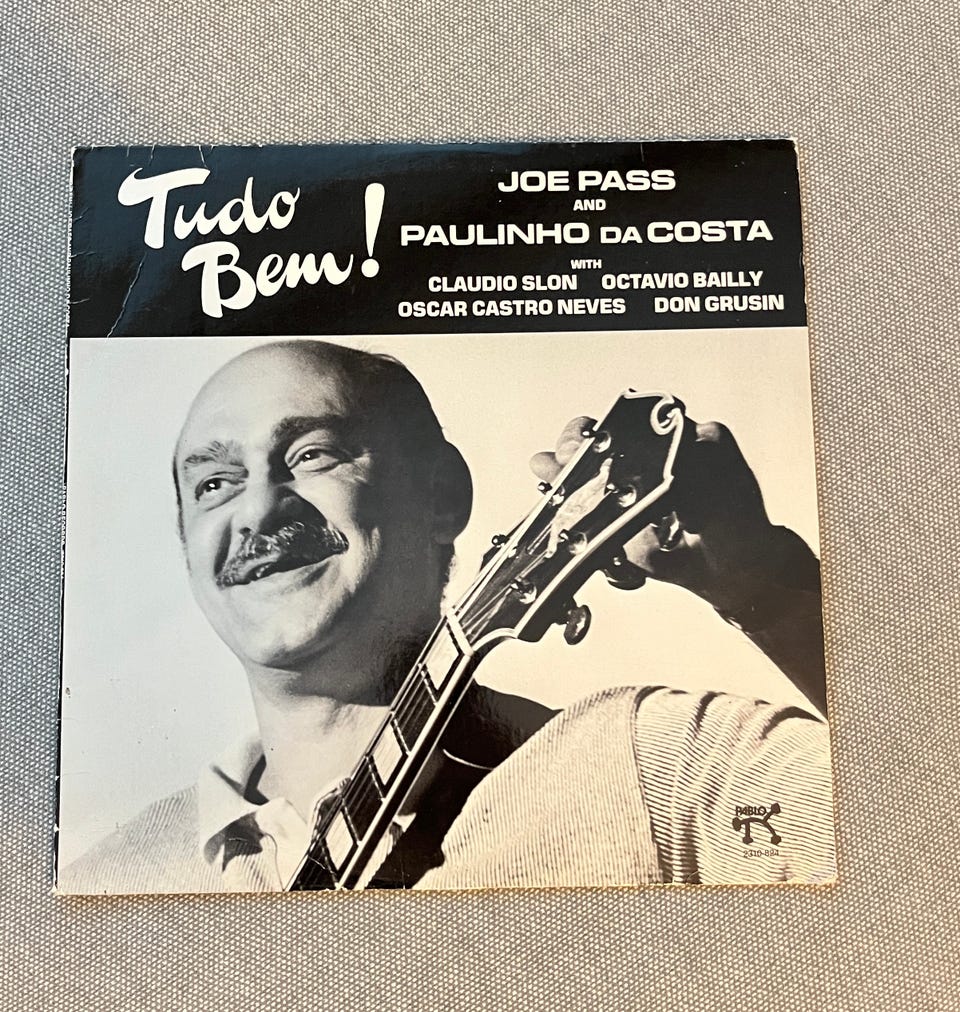 Tudo
Bem!
JOE PASS
AND
PAULINHO DA COSTA
WITH
CLAUDIO SLON OCTAVIO BAILLY
OSCAR CASTRO NEVES DON GRUSIN
PABLO
2310-824